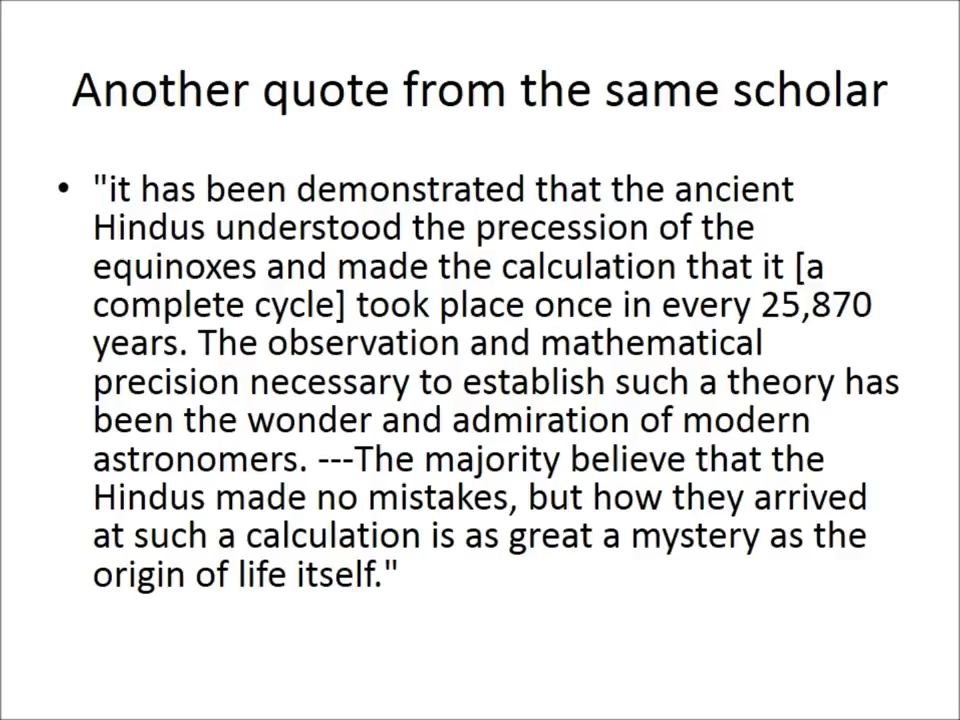 Another quote from the same scholar
• "it has been demonstrated that the ancient
Hindus understood the precession of the
equinoxes and made the calculation that it [a
complete cycle] took place once in every 25,870
years. The observation and mathematical
precision necessary to establish such a theory has
been the wonder and admiration of modern
astronomers. ---The majority believe that the
Hindus made no mistakes, but how they arrived
at such a calculation is as great a mystery as the
origin of life itself."